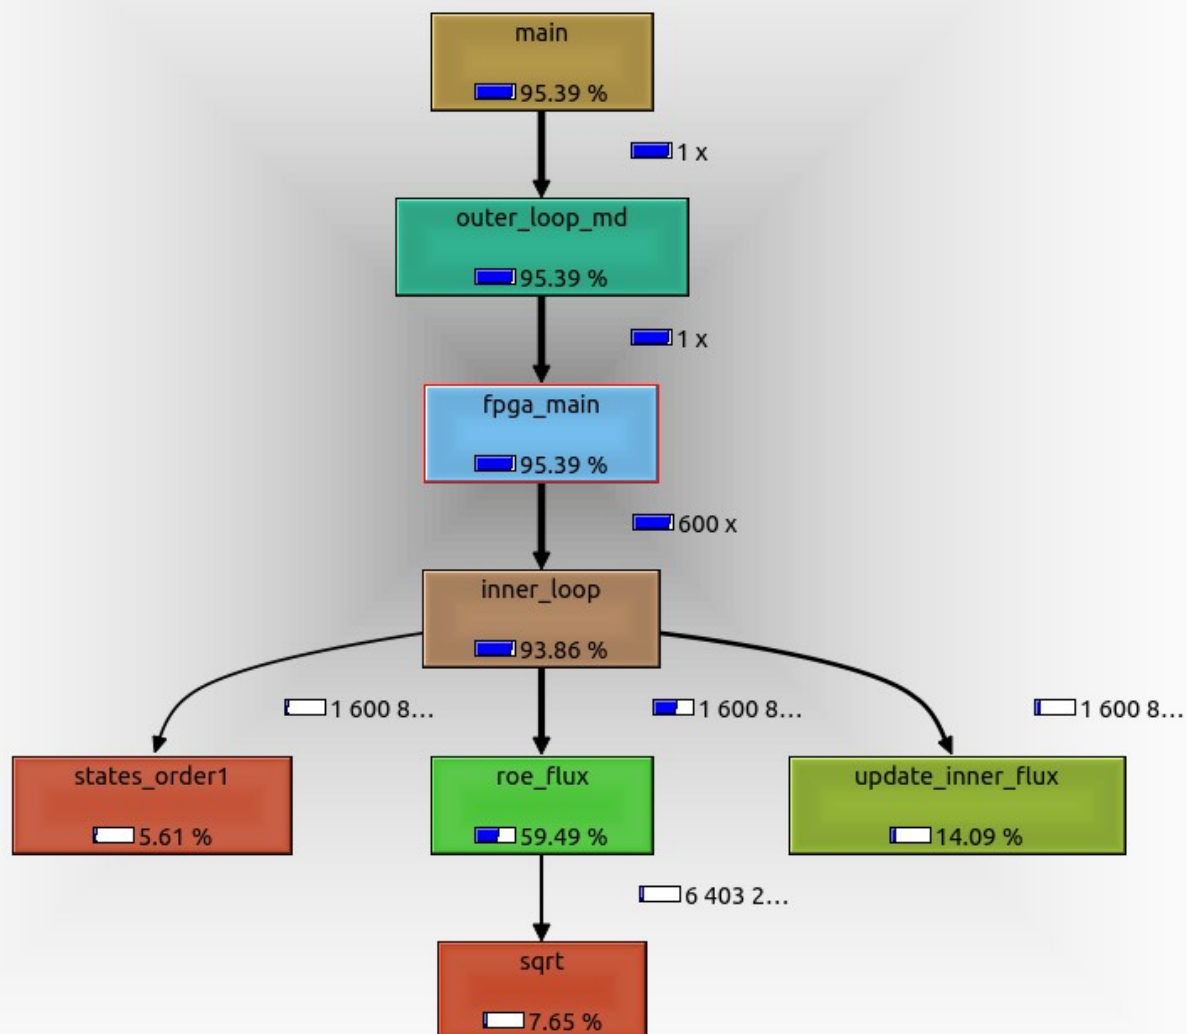 main
95.39 %
1 x
outer_loop_md
95.39 %
1 x
fpga_main
95.39 %
600 x
inner_loop
93.86 %
1 600 8...
1 600 8...
1 600 8...
states_order1
5.61 %
roe_flux
59.49 %
update_inner_flux
14.09 %
6 403 2...
sqrt
7.65 %